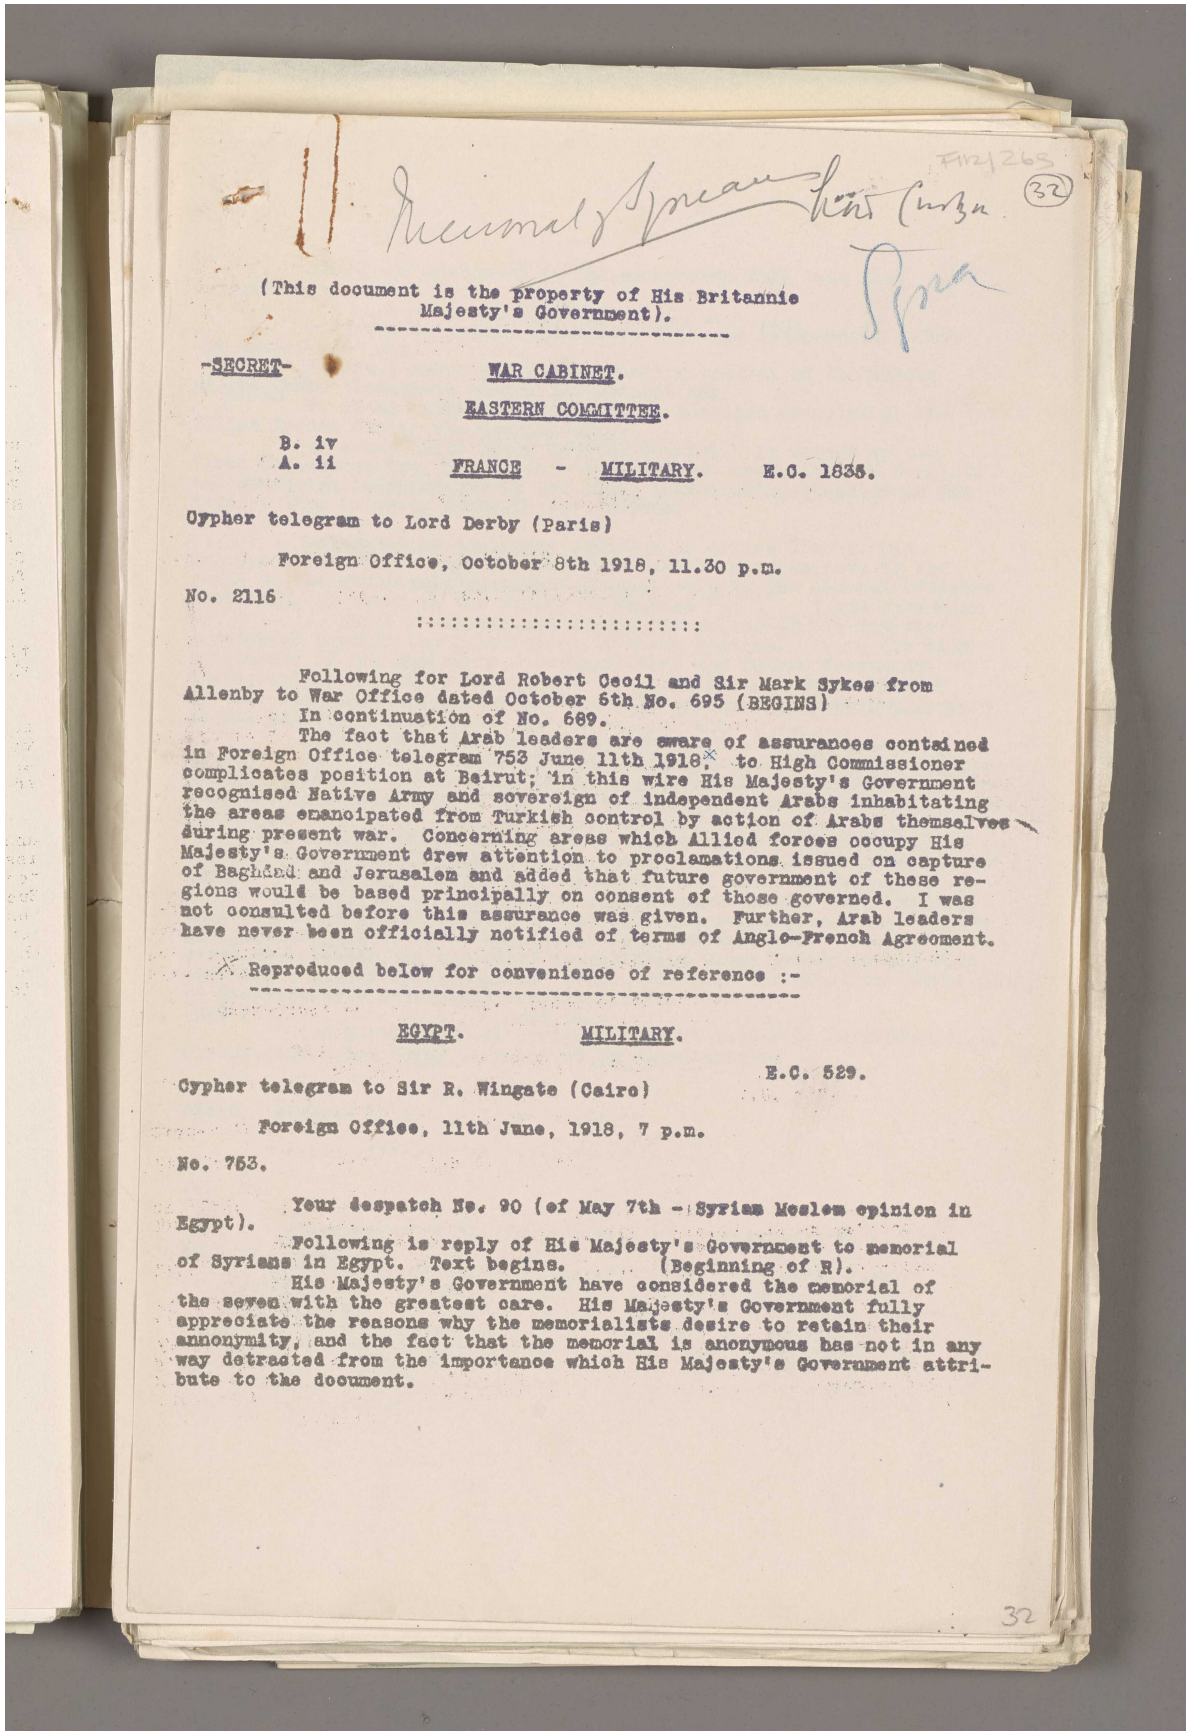 F112/265
32
Memorial of Syrians
Lord Curzon
Syria
(This document is the property of His Britannic
Majesty's Government).
-SECRET-
WAR CABINET.
EASTERN COMMITTEE.
B. iv
A. ii
FRANCE - MILITARY. E.C. 1835.
Cypher telegram to Lord Derby (Paris)
Foreign Office, October 8th 1918, 11.30 p.m.
No. 2116
:::::::::::::::::::::::::
Following for Lord Robert Cecil and Sir Mark Sykes from
Allenby to War Office dated October 6th No. 695 (BEGINS)
In continuation of No. 689.
The fact that Arab leaders are aware of assurances contained
in Foreign Office telegram 753 June 11th 1918,x to High Commissioner
complicates position at Beirut; in this wire His Majesty's Government
recognised Native Army and sovereign of independent Arabs inhabitating
the areas emancipated from Turkish control by action of Arabs themselves
during present war. Concerning areas which Allied forces occupy His
Majesty's Government drew attention to proclamations issued on capture
of Baghdad and Jerusalem and added that future government of these re-
gions would be based principally on consent of those governed. I was
not consulted before this assurance was given. Further, Arab leaders
have never been officially notified of terms of Anglo-French Agreement.
x Reproduced below for convenience of reference :-
EGYPT. MILITARY.
E.C. 529.
Cypher telegram to Sir R. Wingate (Cairo)
Foreign Office, 11th June, 1918, 7 p.m.
No. 753.
Your despatch No. 90 (of May 7th - Syrian Moslem opinion in
Egypt).
Following is reply of His Majesty's Government to memorial
of Syrians in Egypt. Text begins. (Beginning of R).
His Majesty's Government have considered the memorial of
the seven with the greatest care. His Majesty's Government fully
appreciate the reasons why the memorialists desire to retain their
annonymity, and the fact that the memorial is anonymous has not in any
way detracted from the importance which His Majesty's Government attri-
bute to the document.
32